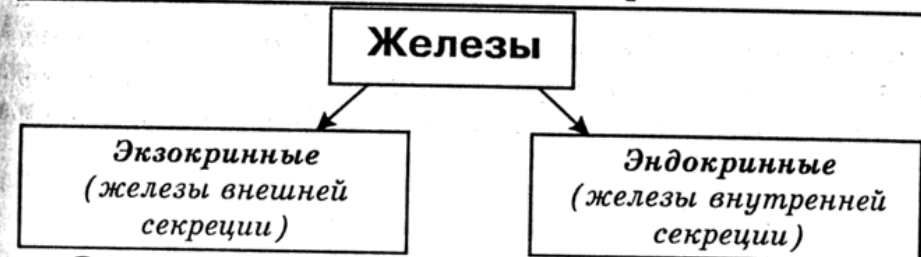 Железы
Экзокринные
(железы внешней
секреции)
Эндокринные
(железы внутренней
секреции)